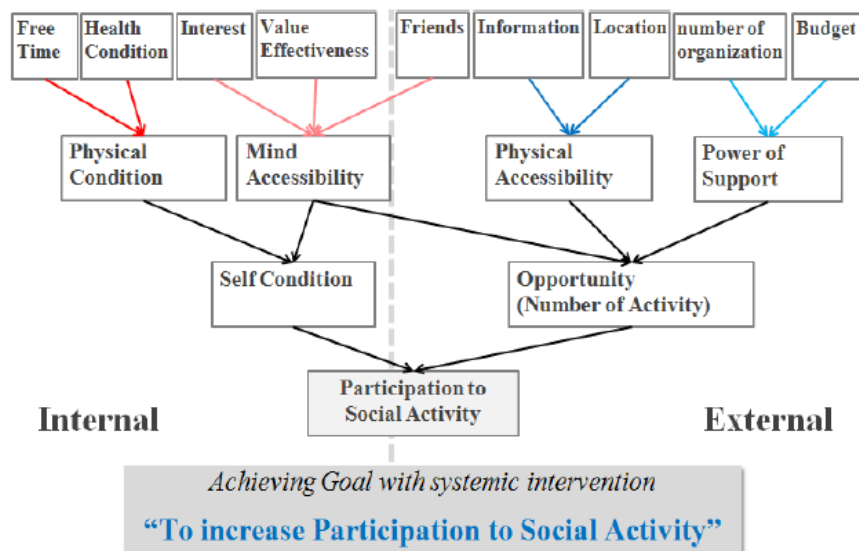 Free
Time
Health
Condition
Interest
Value
Effectiveness
Friends
Information
Location
number of
organization
Budget
Physical
Condition
Mind
Accessibility
Physical
Accessibility
Power of
Support
Self Condition
Opportunity
(Number of Activity)
Participation to
Social Activity
Internal
External
Achieving Goal with systemic intervention
“To increase Participation to Social Activity”